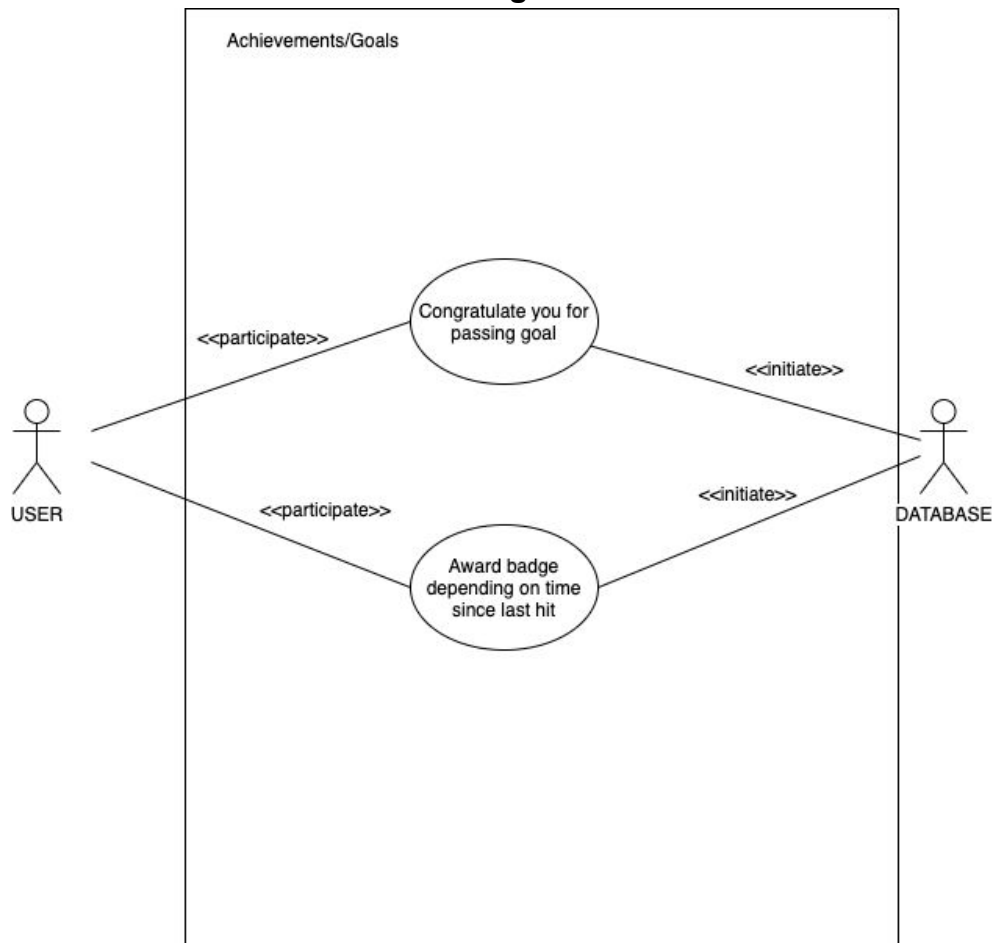 Achievements/Goals
Congratulate you for
passing goal
<<participate>>
<<initiate>>
USER
<<participate>>
<<initiate>>
DATABASE
Award badge
depending on time
since last hit